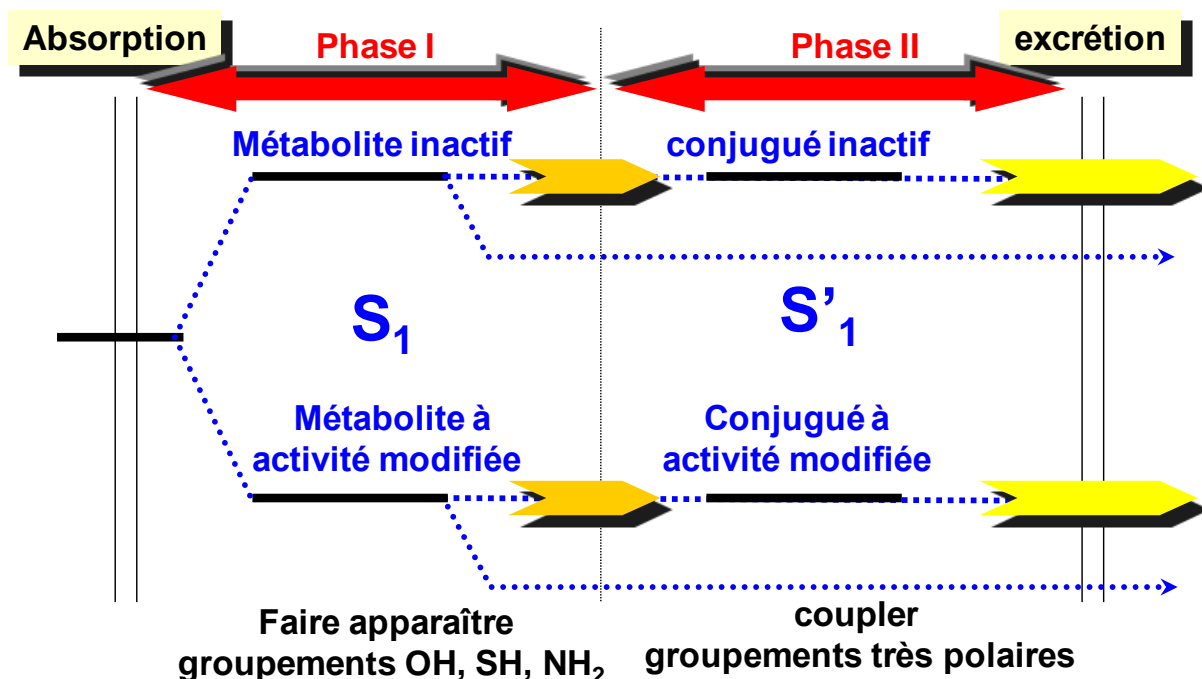 Absorption
Phase I
Phase II
excrétion
Métabolite inactif
conjugué inactif
S₁
S’₁
Métabolite à
activité modifiée
Conjugué à
activité modifiée
Faire apparaître
groupements OH, SH, NH₂
coupler
groupements très polaires